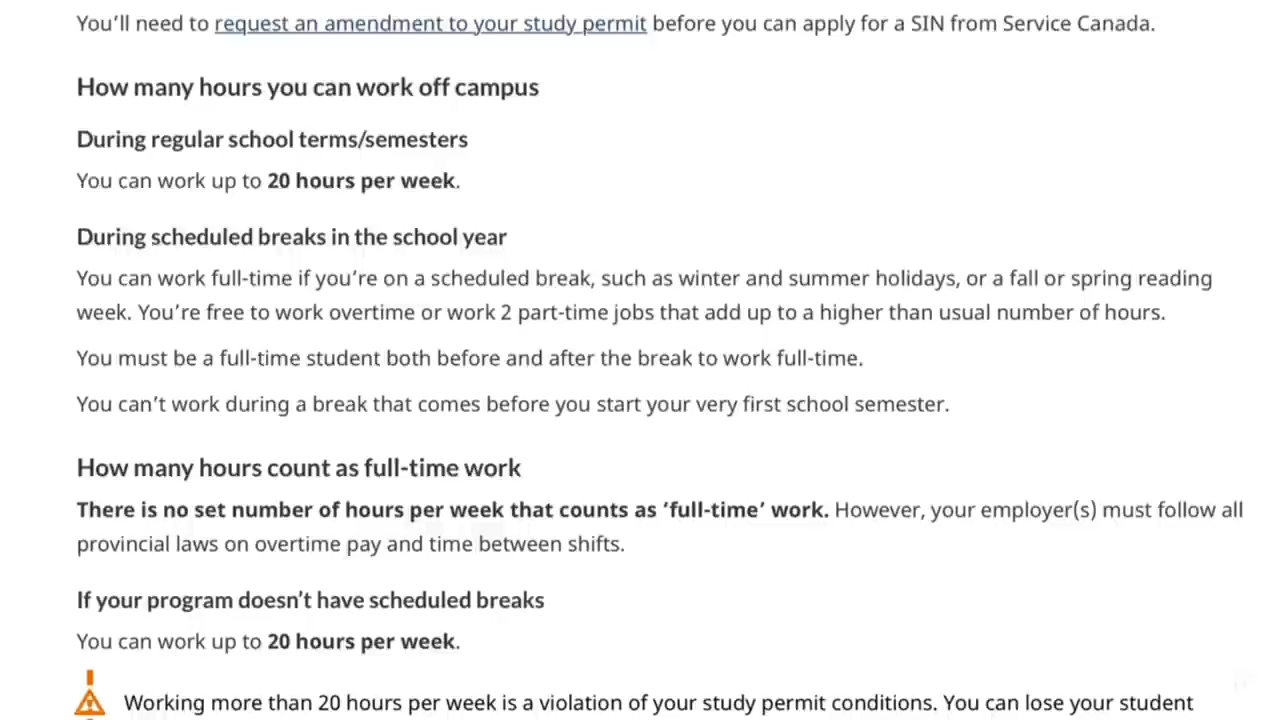 You’ll need to request an amendment to your study permit before you can apply for a SIN from Service Canada.
How many hours you can work off campus
During regular school terms/semesters
You can work up to 20 hours per week.
During scheduled breaks in the school year
You can work full-time if you’re on a scheduled break, such as winter and summer holidays, or a fall or spring reading
week. You’re free to work overtime or work 2 part-time jobs that add up to a higher than usual number of hours.
You must be a full-time student both before and after the break to work full-time.
You can’t work during a break that comes before you start your very first school semester.
How many hours count as full-time work
There is no set number of hours per week that counts as ‘full-time’ work. However, your employer(s) must follow all
provincial laws on overtime pay and time between shifts.
If your program doesn’t have scheduled breaks
You can work up to 20 hours per week.
Working more than 20 hours per week is a violation of your study permit conditions. You can lose your student